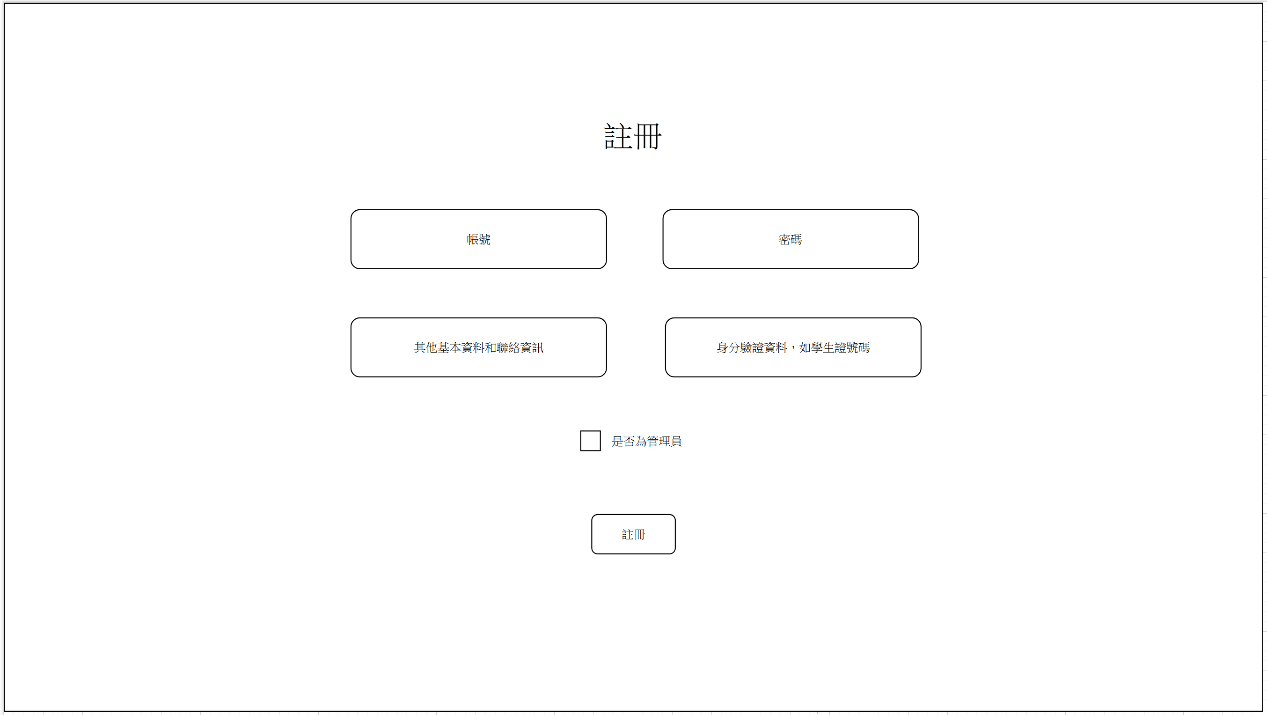 註冊
帳號
密碼
其他基本資料和聯絡資訊
身分驗證資料，如學生證號碼
是否為管理員
註冊